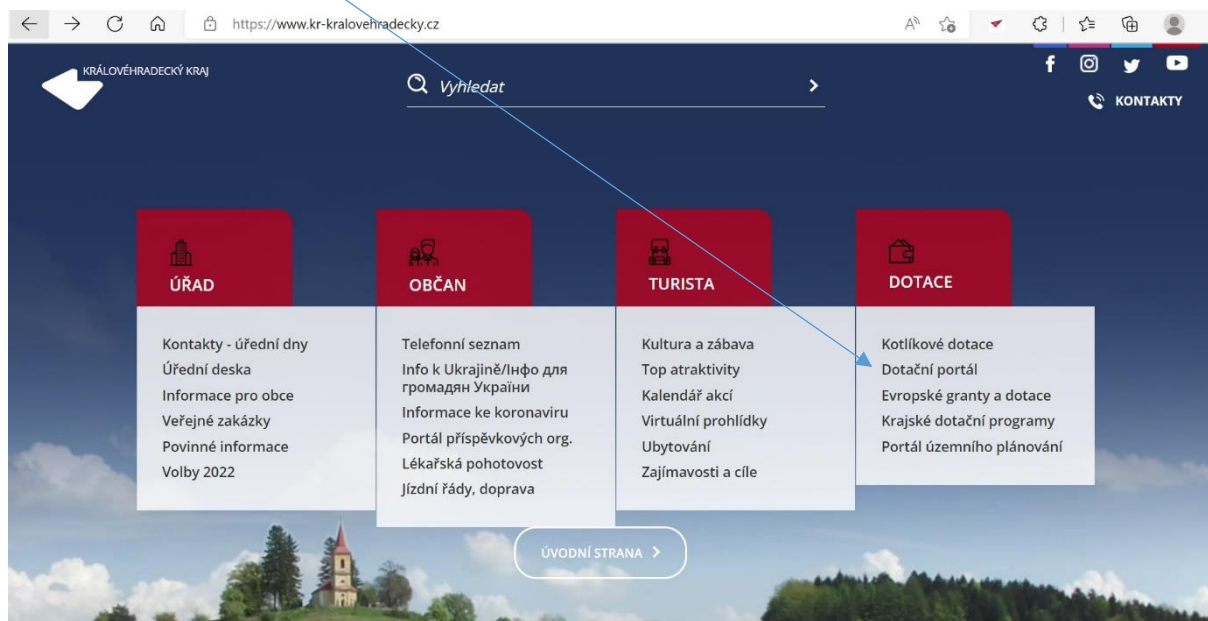 https://www.kr-kralovehradecky.cz
KRÁLOVÉHRADECKÝ KRAJ
Vyhledat
KONTAKTY
ÚŘAD
Kontakty - úřední dny
Úřední deska
Informace pro obce
Veřejné zakázky
Povinné informace
Volby 2022
OBČAN
Telefonní seznam
Info k Ukrajině/Інфо для
громадян України
Informace ke koronaviru
Portál příspěvkových org.
Lékařská pohotovost
Jízdní řády, doprava
TURISTA
Kultura a zábava
Top atraktivity
Kalendář akcí
Virtuální prohlídky
Ubytování
Zajímavosti a cíle
DOTACE
Kotlíkové dotace
Dotační portál
Evropské granty a dotace
Krajské dotační programy
Portál územního plánování
ÚVODNÍ STRANA